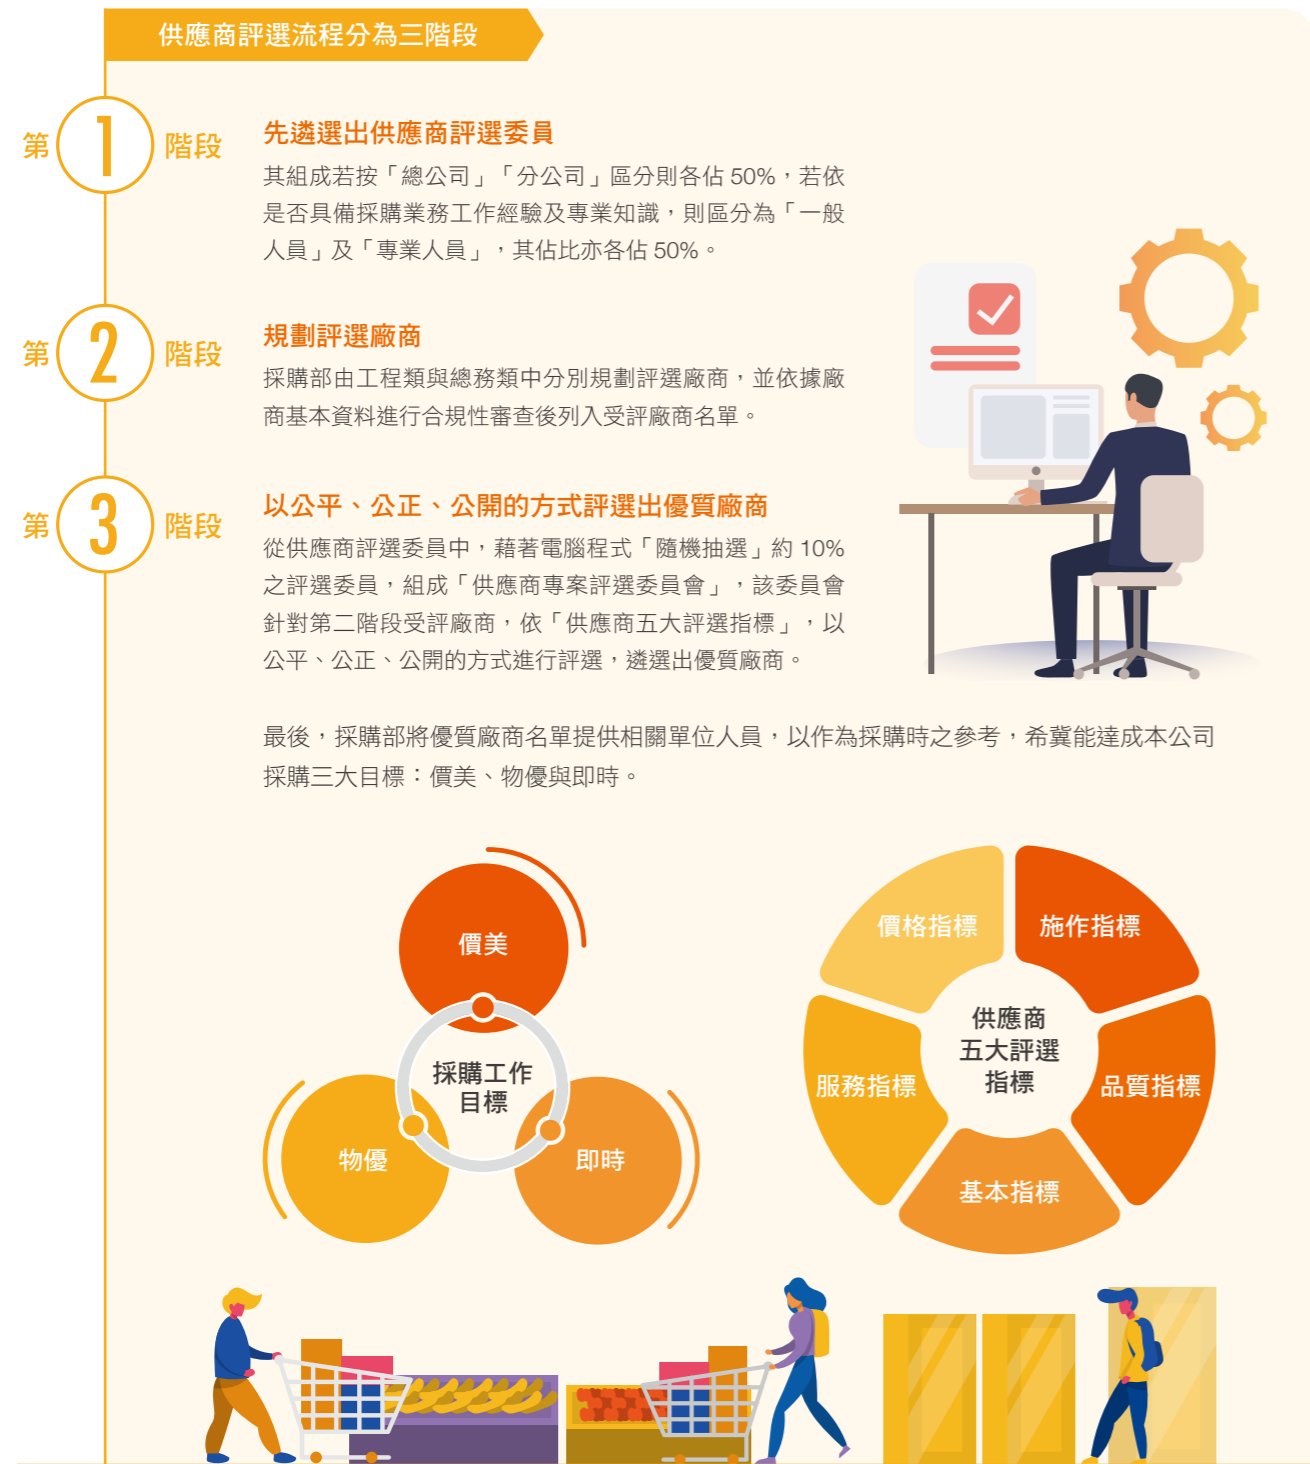 供應商評選流程分為三階段
第 1 階段
先遴選出供應商評選委員
其組成若按「總公司」「分公司」區分則各佔 50%，若依
是否具備採購業務工作經驗及專業知識，則區分為「一般
人員」及「專業人員」，其佔比亦各佔 50%。
第 2 階段
規劃評選廠商
採購部由工程類與總務類中分別規劃評選廠商，並依據廠
商基本資料進行合規性審查後列入受評廠商名單。
第 3 階段
以公平、公正、公開的方式評選出優質廠商
從供應商評選委員中，藉著電腦程式「隨機抽選」約 10%
之評選委員，組成「供應商專案評選委員會」，該委員會
針對第二階段受評廠商，依「供應商五大評選指標」，以
公平、公正、公開的方式進行評選，遴選出優質廠商。
最後，採購部將優質廠商名單提供相關單位人員，以作為採購時之參考，希冀能達成本公司
採購三大目標：價美、物優與即時。
價美
採購工作
目標
物優
即時
價格指標
施作指標
供應商
五大評選
指標
服務指標
品質指標
基本指標